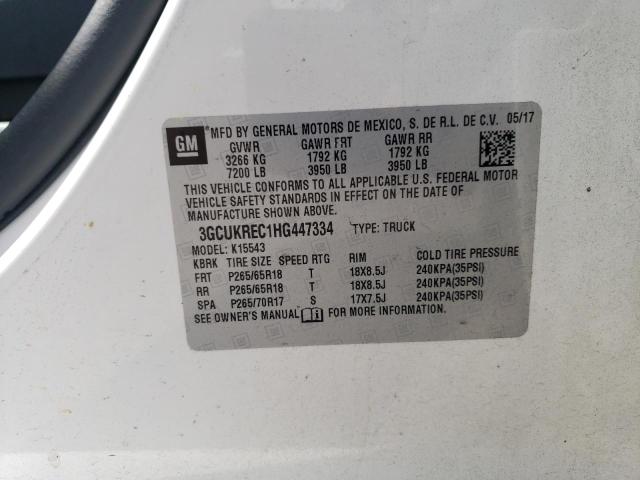 GM MFD BY GENERAL MOTORS DE MEXICO, S. DE R.L. DE C.V. 05/17
GVWR GAWR FRT GAWR RR
3266 KG 1792 KG 1792 KG
7200 LB 3950 LB 3950 LB
THIS VEHICLE CONFORMS TO ALL APPLICABLE U.S. FEDERAL MOTOR
VEHICLE SAFETY STANDARDS IN EFFECT ON THE DATE OF
MANUFACTURE SHOWN ABOVE.
3GCUKREC1HG447334 TYPE: TRUCK
MODEL: K15543
KBRK TIRE SIZE SPEED RTG RIM COLD TIRE PRESSURE
FRT P265/65R18 T 18X8.5J 240KPA(35PSI)
RR P265/65R18 T 18X8.5J 240KPA(35PSI)
SPA P265/70R17 S 17X7.5J 240KPA(35PSI)
SEE OWNER'S MANUAL FOR MORE INFORMATION.